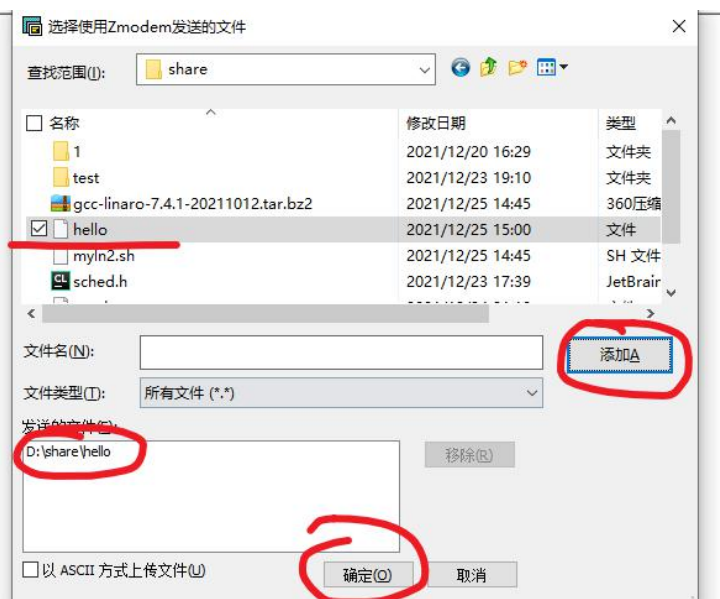 选择使用Zmodem发送的文件
查找范围(I):
share
名称 修改日期 类型
1 2021/12/20 16:29 文件夹
test 2021/12/23 19:10 文件夹
gcc-linaro-7.4.1-20211012.tar.bz2 2021/12/25 14:45 360压缩
hello 2021/12/25 15:00 文件
myln2.sh 2021/12/25 14:45 SH 文件
sched.h 2021/12/23 17:39 JetBrair
文件名(N):
添加A
文件类型(T): 所有文件 (*.*)
发送的文件(E):
D:\share\hello
移除(R)
以 ASCII 方式上传文件(U)
确定(O) 取消